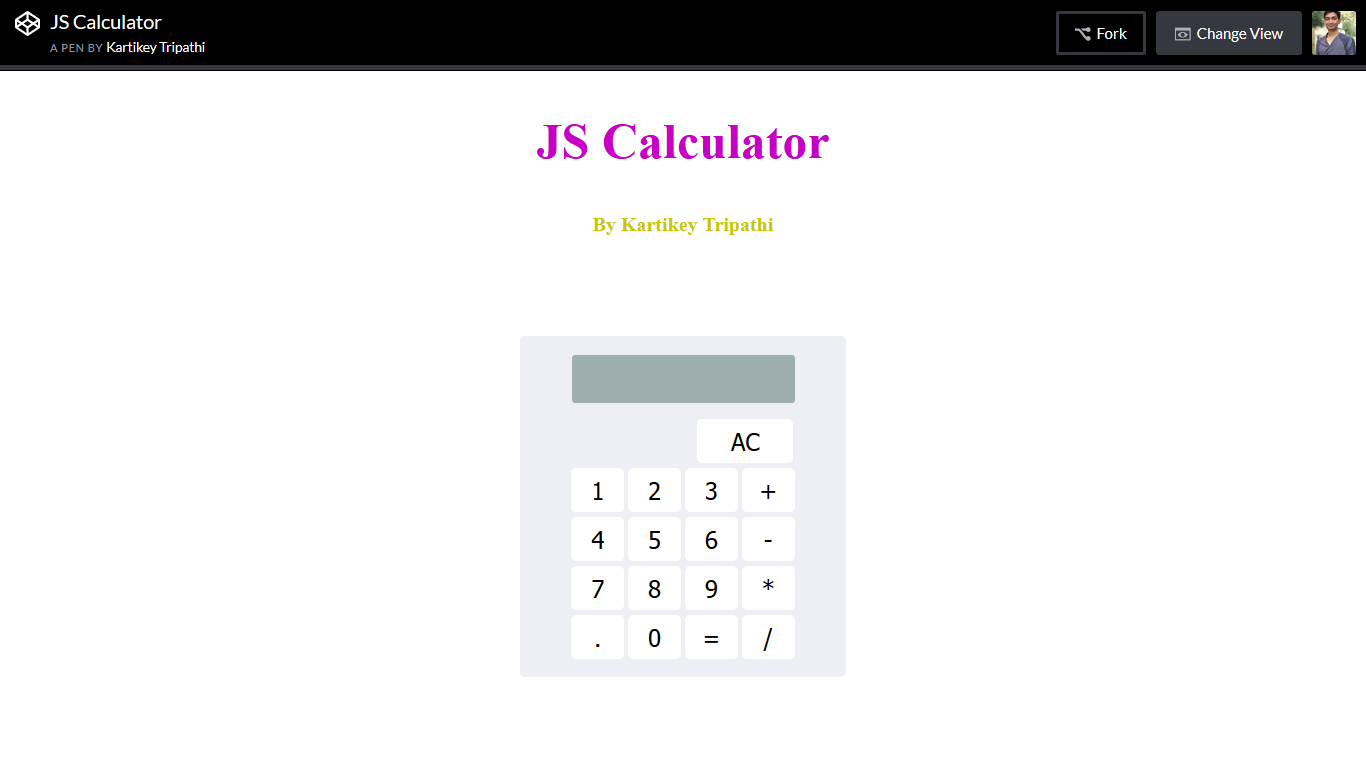 JS Calculator
A PEN BY Kartikey Tripathi
Fork
Change View
JS Calculator
By Kartikey Tripathi
AC
1 2 3 +
4 5 6 -
7 8 9 *
. 0 = /